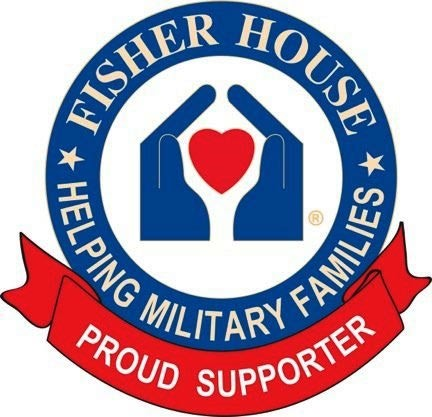 FISHER HOUSE
®
★ HELPING MILITARY FAMILIES ★
PROUD SUPPORTER